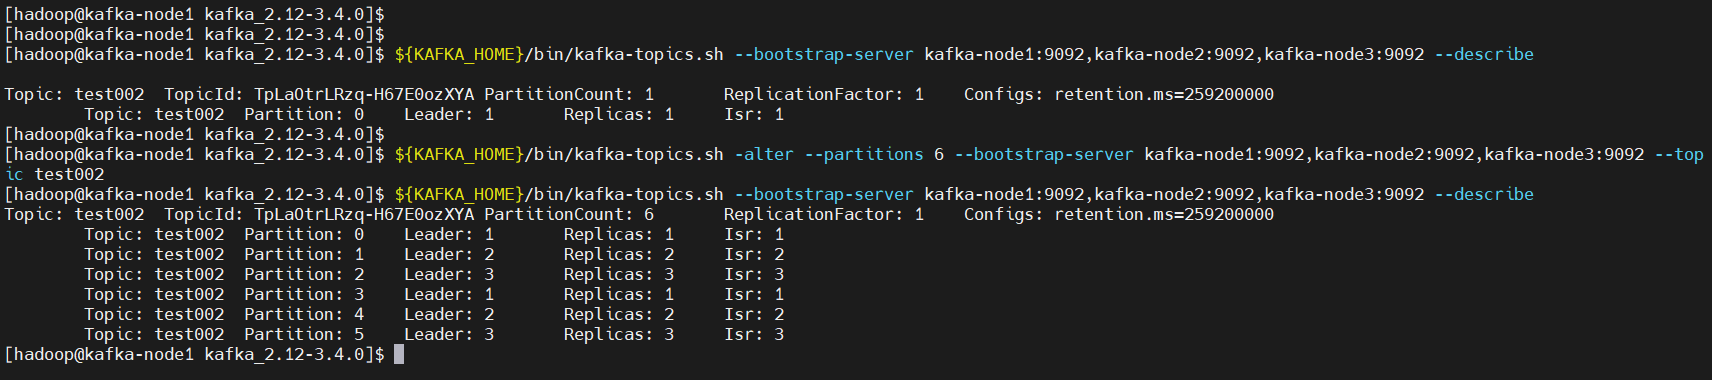 [hadoop@kafka-node1 kafka_2.12-3.4.0]$
[hadoop@kafka-node1 kafka_2.12-3.4.0]$
[hadoop@kafka-node1 kafka_2.12-3.4.0]$ ${KAFKA_HOME}/bin/kafka-topics.sh --bootstrap-server kafka-node1:9092,kafka-node2:9092,kafka-node3:9092 --describe
Topic: test002  TopicId: TpLaOtrLRzq-H67E0ozXYA PartitionCount: 1       ReplicationFactor: 1    Configs: retention.ms=259200000
        Topic: test002  Partition: 0    Leader: 1       Replicas: 1     Isr: 1
[hadoop@kafka-node1 kafka_2.12-3.4.0]$
[hadoop@kafka-node1 kafka_2.12-3.4.0]$ ${KAFKA_HOME}/bin/kafka-topics.sh -alter --partitions 6 --bootstrap-server kafka-node1:9092,kafka-node2:9092,kafka-node3:9092 --top
ic test002
[hadoop@kafka-node1 kafka_2.12-3.4.0]$ ${KAFKA_HOME}/bin/kafka-topics.sh --bootstrap-server kafka-node1:9092,kafka-node2:9092,kafka-node3:9092 --describe
Topic: test002  TopicId: TpLaOtrLRzq-H67E0ozXYA PartitionCount: 6       ReplicationFactor: 1    Configs: retention.ms=259200000
        Topic: test002  Partition: 0    Leader: 1       Replicas: 1     Isr: 1
        Topic: test002  Partition: 1    Leader: 2       Replicas: 2     Isr: 2
        Topic: test002  Partition: 2    Leader: 3       Replicas: 3     Isr: 3
        Topic: test002  Partition: 3    Leader: 1       Replicas: 1     Isr: 1
        Topic: test002  Partition: 4    Leader: 2       Replicas: 2     Isr: 2
        Topic: test002  Partition: 5    Leader: 3       Replicas: 3     Isr: 3
[hadoop@kafka-node1 kafka_2.12-3.4.0]$